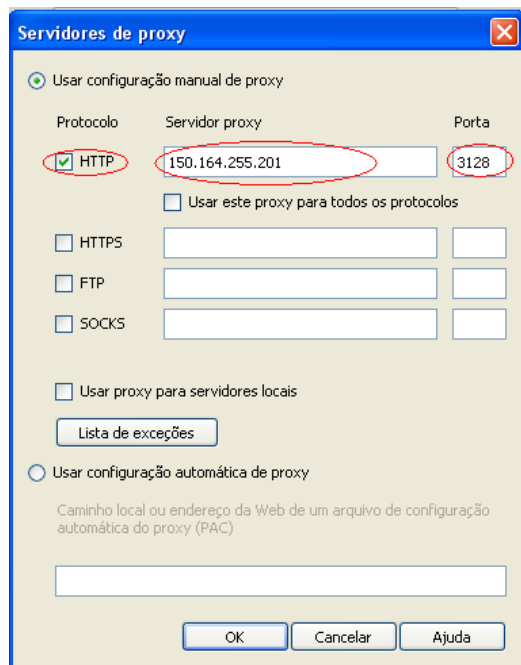 Servidores de proxy
Usar configuração manual de proxy
Protocolo Servidor proxy Porta
HTTP 150.164.255.201 3128
Usar este proxy para todos os protocolos
HTTPS
FTP
SOCKS
Usar proxy para servidores locais
Lista de exceções
Usar configuração automática de proxy
Caminho local ou endereço da Web de um arquivo de configuração
automática do proxy (PAC)
OK Cancelar Ajuda